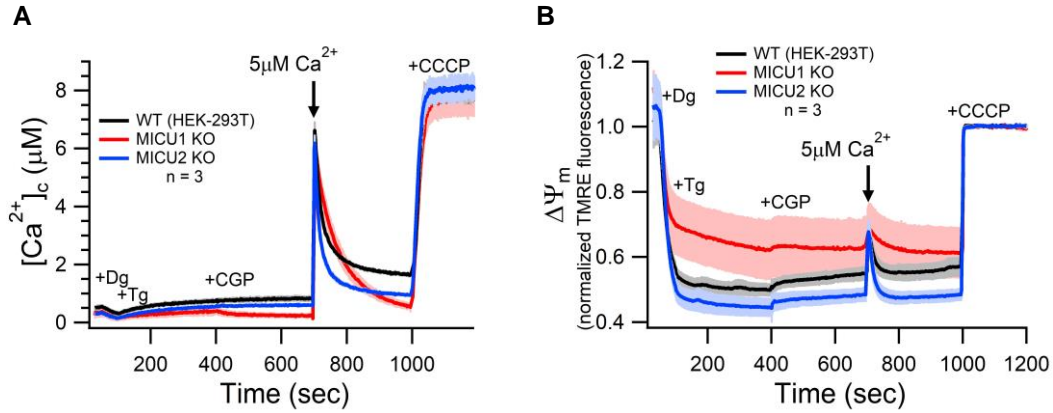 A
5μM Ca2+
+CCCP
WT (HEK-293T)
MICU1 KO
MICU2 KO
n = 3
+Dg
+Tg
+CGP
[Ca2+]c (μM)
8
6
4
2
0
200 400 600 800 1000
Time (sec)
B
WT (HEK-293T)
MICU1 KO
MICU2 KO
n = 3
+Dg
+CCCP
5μM Ca2+
+Tg
+CGP
ΔΨm
(normalized TMRE fluorescence)
1.2
1.0
0.8
0.6
0.4
200 400 600 800 1000 1200
Time (sec)